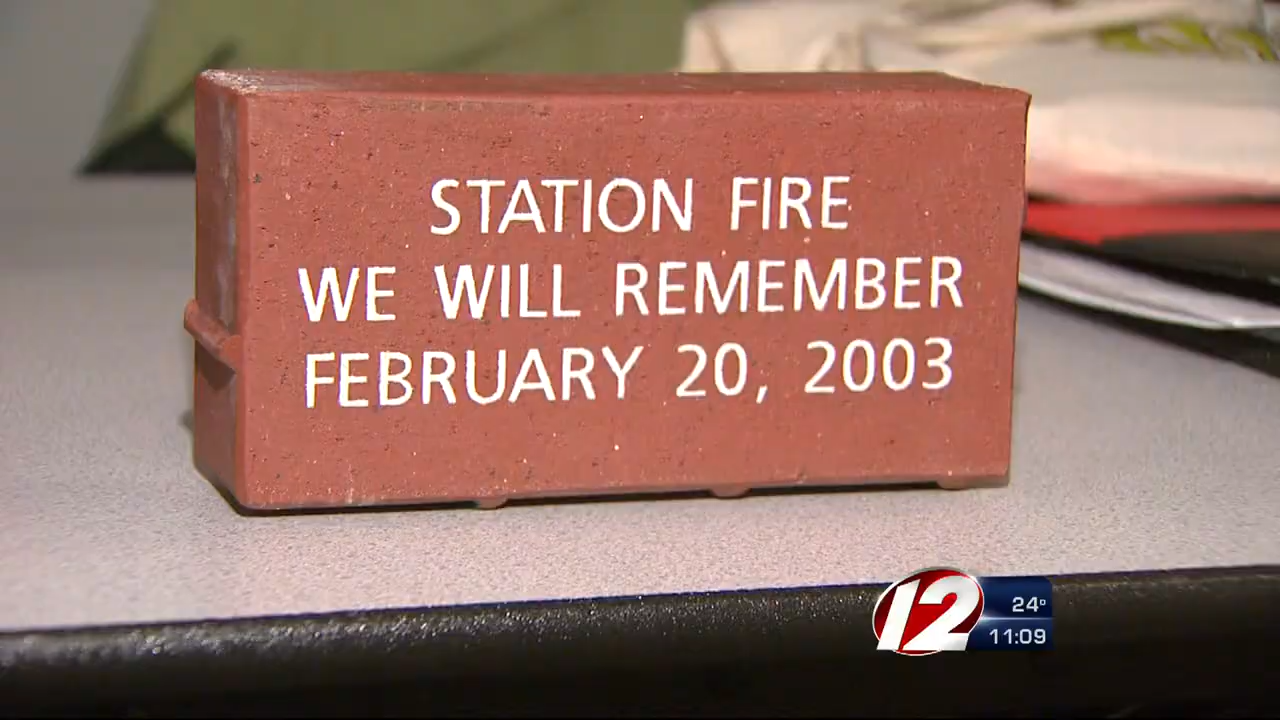 STATION FIRE
WE WILL REMEMBER
FEBRUARY 20, 2003
12
24°
11:09